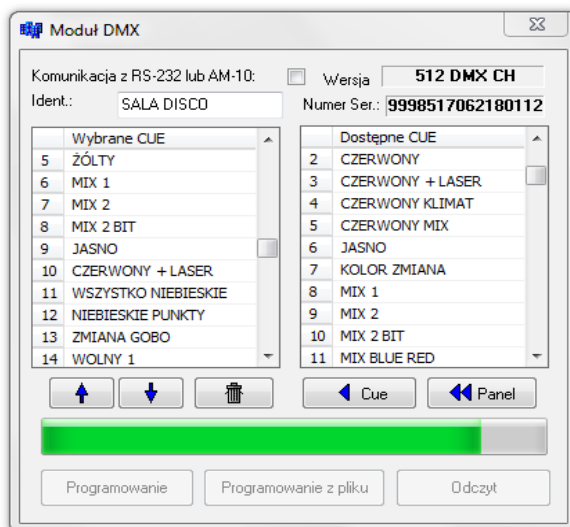 Moduł DMX
Komunikacja z RS-232 lub AM-10:
Wersja 512 DMX CH
Ident.: SALA DISCO
Numer Ser.: 9998517062180112
Wybrane CUE
5 ŻÓŁTY
6 MIX 1
7 MIX 2
8 MIX 2 BIT
9 JASNO
10 CZERWONY + LASER
11 WSZYSTKO NIEBIESKIE
12 NIEBIESKIE PUNKTY
13 ZMIANA GOBO
14 WOLNY 1
Dostępne CUE
2 CZERWONY
3 CZERWONY + LASER
4 CZERWONY KLIMAT
5 CZERWONY MIX
6 JASNO
7 KOLOR ZMIANA
8 MIX 1
9 MIX 2
10 MIX 2 BIT
11 MIX BLUE RED
Cue
Panel
Programowanie
Programowanie z pliku
Odczyt